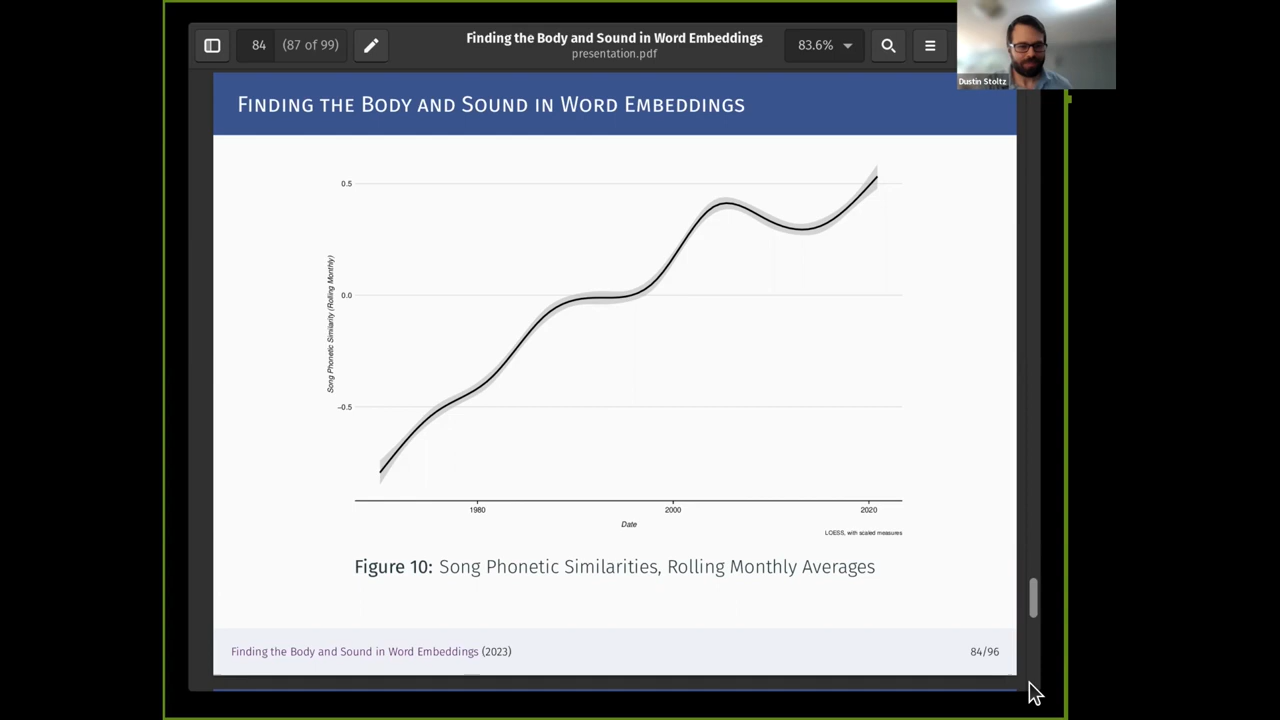 84 (87 of 99)
Finding the Body and Sound in Word Embeddings
presentation.pdf
83.6%
Dustin Stoltz
Finding the Body and Sound in Word Embeddings
0.5
0.0
−0.5
Song Phonetic Similarity (Rolling Monthly)
1980
2000
2020
Date
LOESS, with scaled measures
Figure 10: Song Phonetic Similarities, Rolling Monthly Averages
Finding the Body and Sound in Word Embeddings (2023)
84/96